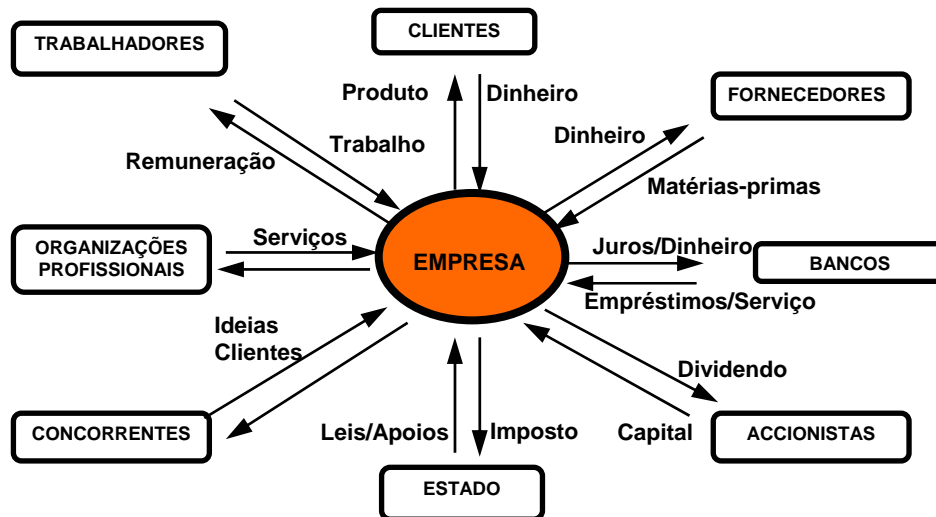 CLIENTES
TRABALHADORES
FORNECEDORES
Produto
Dinheiro
Dinheiro
Trabalho
Remuneração
Matérias-primas
Serviços
ORGANIZAÇÕES
PROFISSIONAIS
EMPRESA
Juros/Dinheiro
BANCOS
Empréstimos/Serviço
Ideias
Clientes
Dividendo
CONCORRENTES
Leis/Apoios
Imposto
Capital
ACCIONISTAS
ESTADO